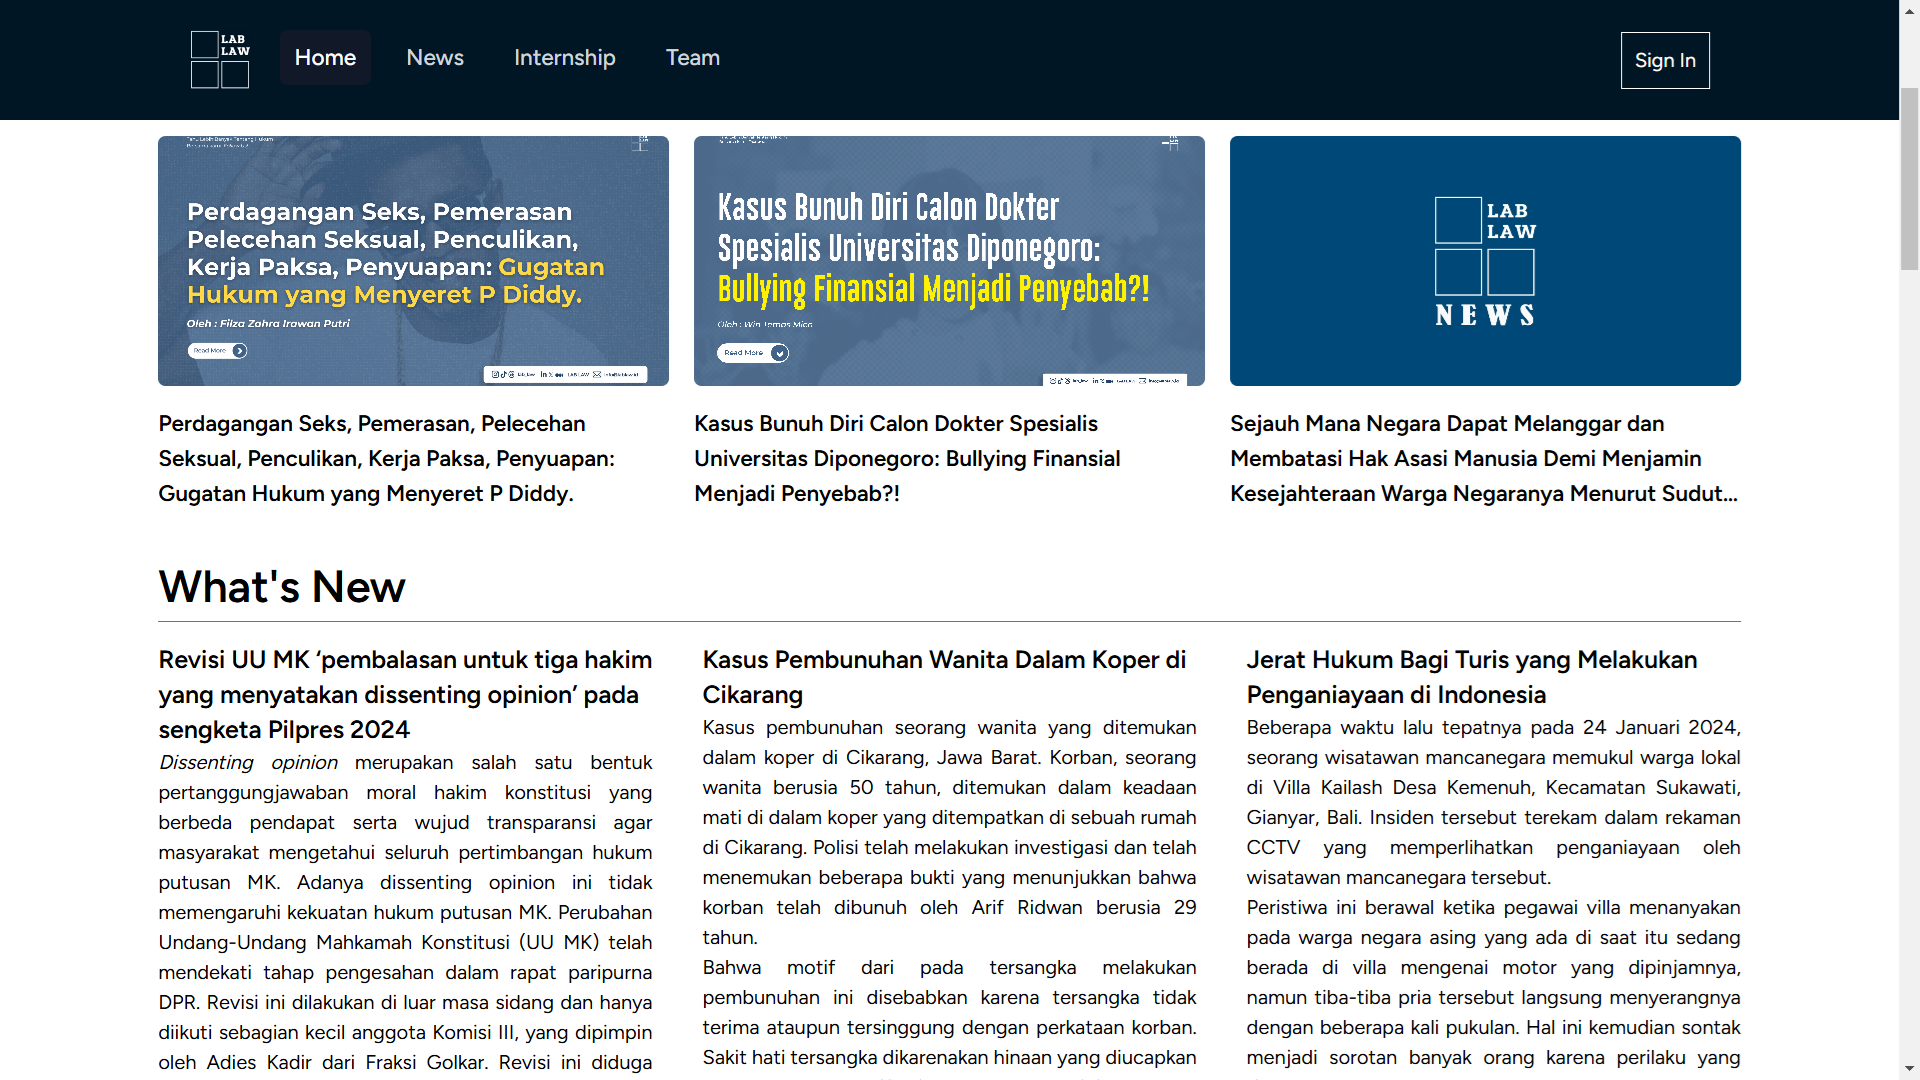 LAB
LAW
Home
News
Internship
Team
Sign In
Perdagangan Seks, Pemerasan
Pelecehan Seksual, Penculikan,
Kerja Paksa, Penyuapan: Gugatan
Hukum yang Menyeret P Diddy.
Oleh : Filza Zahra Irawan Putri
Read More
Kasus Bunuh Diri Calon Dokter
Spesialis Universitas Diponegoro:
Bullying Finansial Menjadi Penyebab?!
Oleh : Win
Read More
LAB
LAW
NEWS
Perdagangan Seks, Pemerasan, Pelecehan
Seksual, Penculikan, Kerja Paksa, Penyuapan:
Gugatan Hukum yang Menyeret P Diddy.
Kasus Bunuh Diri Calon Dokter Spesialis
Universitas Diponegoro: Bullying Finansial
Menjadi Penyebab?!
Sejauh Mana Negara Dapat Melanggar dan
Membatasi Hak Asasi Manusia Demi Menjamin
Kesejahteraan Warga Negaranya Menurut Sudut...
What's New
Revisi UU MK ‘pembalasan untuk tiga hakim
yang menyatakan dissenting opinion’ pada
sengketa Pilpres 2024
Dissenting opinion merupakan salah satu bentuk
pertanggungjawaban moral hakim konstitusi yang
berbeda pendapat serta wujud transparansi agar
masyarakat mengetahui seluruh pertimbangan hukum
putusan MK. Adanya dissenting opinion ini tidak
memengaruhi kekuatan hukum putusan MK. Perubahan
Undang-Undang Mahkamah Konstitusi (UU MK) telah
mendekati tahap pengesahan dalam rapat paripurna
DPR. Revisi ini dilakukan di luar masa sidang dan hanya
diikuti sebagian kecil anggota Komisi III, yang dipimpin
oleh Adies Kadir dari Fraksi Golkar. Revisi ini diduga
Kasus Pembunuhan Wanita Dalam Koper di
Cikarang
Kasus pembunuhan seorang wanita yang ditemukan
dalam koper di Cikarang, Jawa Barat. Korban, seorang
wanita berusia 50 tahun, ditemukan dalam keadaan
mati di dalam koper yang ditempatkan di sebuah rumah
di Cikarang. Polisi telah melakukan investigasi dan telah
menemukan beberapa bukti yang menunjukkan bahwa
korban telah dibunuh oleh Arif Ridwan berusia 29
tahun.
Bahwa motif dari pada tersangka melakukan
pembunuhan ini disebabkan karena tersangka tidak
terima ataupun tersinggung dengan perkataan korban.
Sakit hati tersangka dikarenakan hinaan yang diucapkan
Jerat Hukum Bagi Turis yang Melakukan
Penganiayaan di Indonesia
Beberapa waktu lalu tepatnya pada 24 Januari 2024,
seorang wisatawan mancanegara memukul warga lokal
di Villa Kailash Desa Kemenuh, Kecamatan Sukawati,
Gianyar, Bali. Insiden tersebut terekam dalam rekaman
CCTV yang memperlihatkan penganiayaan oleh
wisatawan mancanegara tersebut.
Peristiwa ini berawal ketika pegawai villa menanyakan
pada warga negara asing yang ada di saat itu sedang
berada di villa mengenai motor yang dipinjamnya,
namun tiba-tiba pria tersebut langsung menyerangnya
dengan beberapa kali pukulan. Hal ini kemudian sontak
menjadi sorotan banyak orang karena perilaku yang